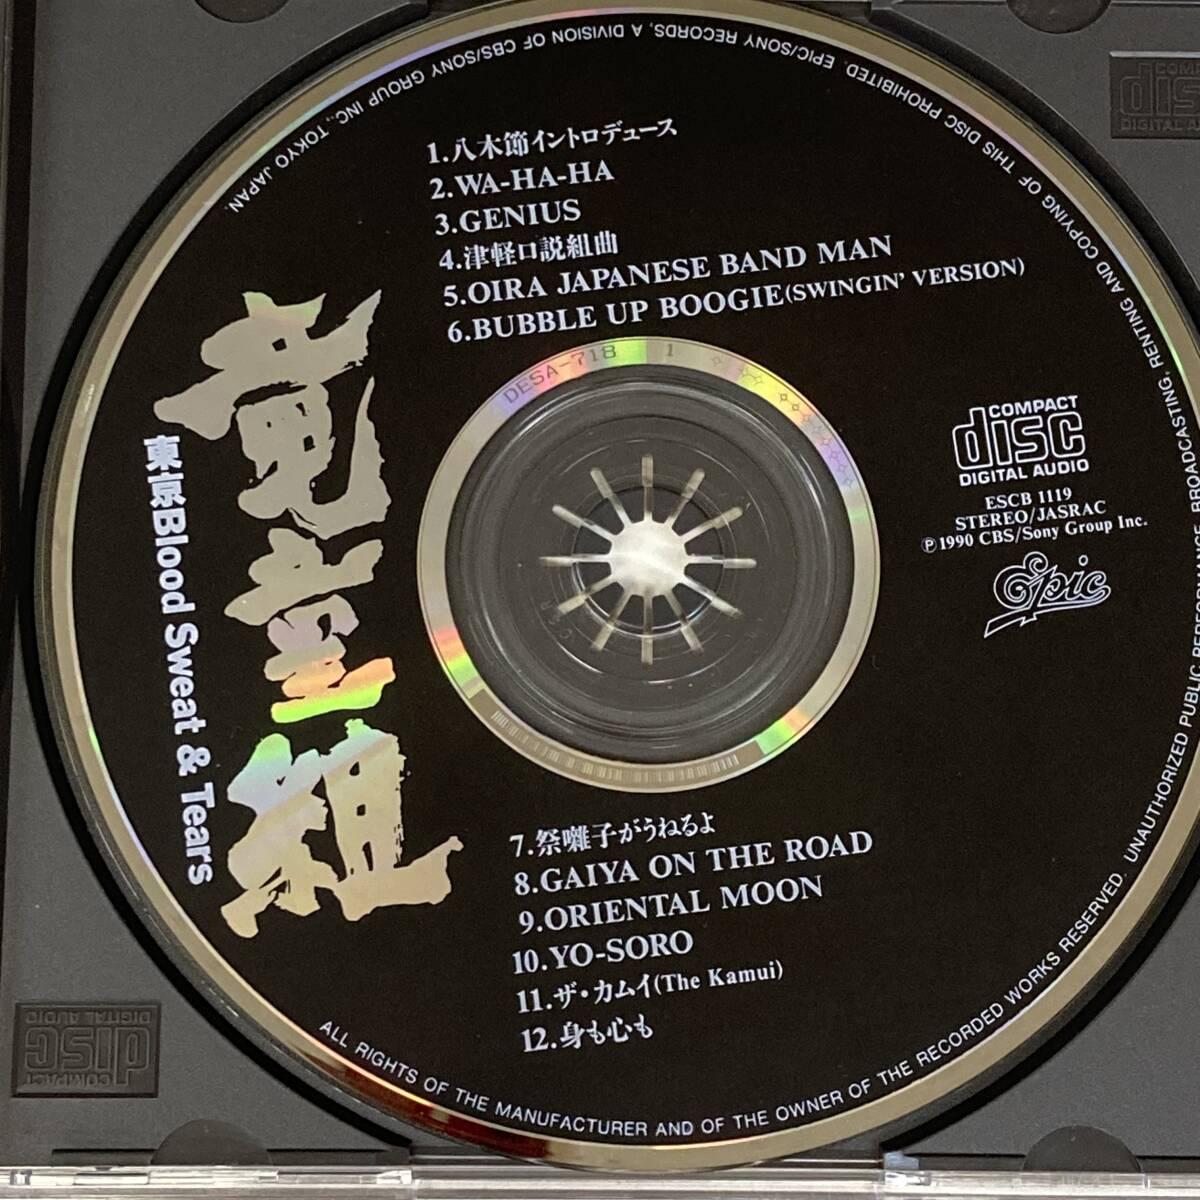 1.八木節イントロデュース
2.WA-HA-HA
3.GENIUS
4.津軽口説組曲
5.OIRA JAPANESE BAND MAN
6.BUBBLE UP BOOGIE(SWINGIN' VERSION)
DESA-718 1
竜童組
東京Blood Sweat & Tears
COMPACT
disc
DIGITAL AUDIO
ESCB 1119
STEREO/JASRAC
Ⓟ1990 CBS/Sony Group Inc.
Epic
7.祭囃子がうねるよ
8.GAIYA ON THE ROAD
9.ORIENTAL MOON
10.YO-SORO
11.ザ・カムイ(The Kamui)
12.身も心も
ALL RIGHTS OF THE MANUFACTURER AND OF THE OWNER OF THE RECORDED WORKS RESERVED. UNAUTHORIZED PUBLIC PERFORMANCE, BROADCASTING, RENTING AND COPYING OF THIS DISC PROHIBITED. EPIC/SONY RECORDS, A DIVISION OF CBS/SONY GROUP INC., TOKYO JAPAN.
COMPACT
disc
DIGITAL AUDIO
COMPACT
disc
DIGITAL AUDIO